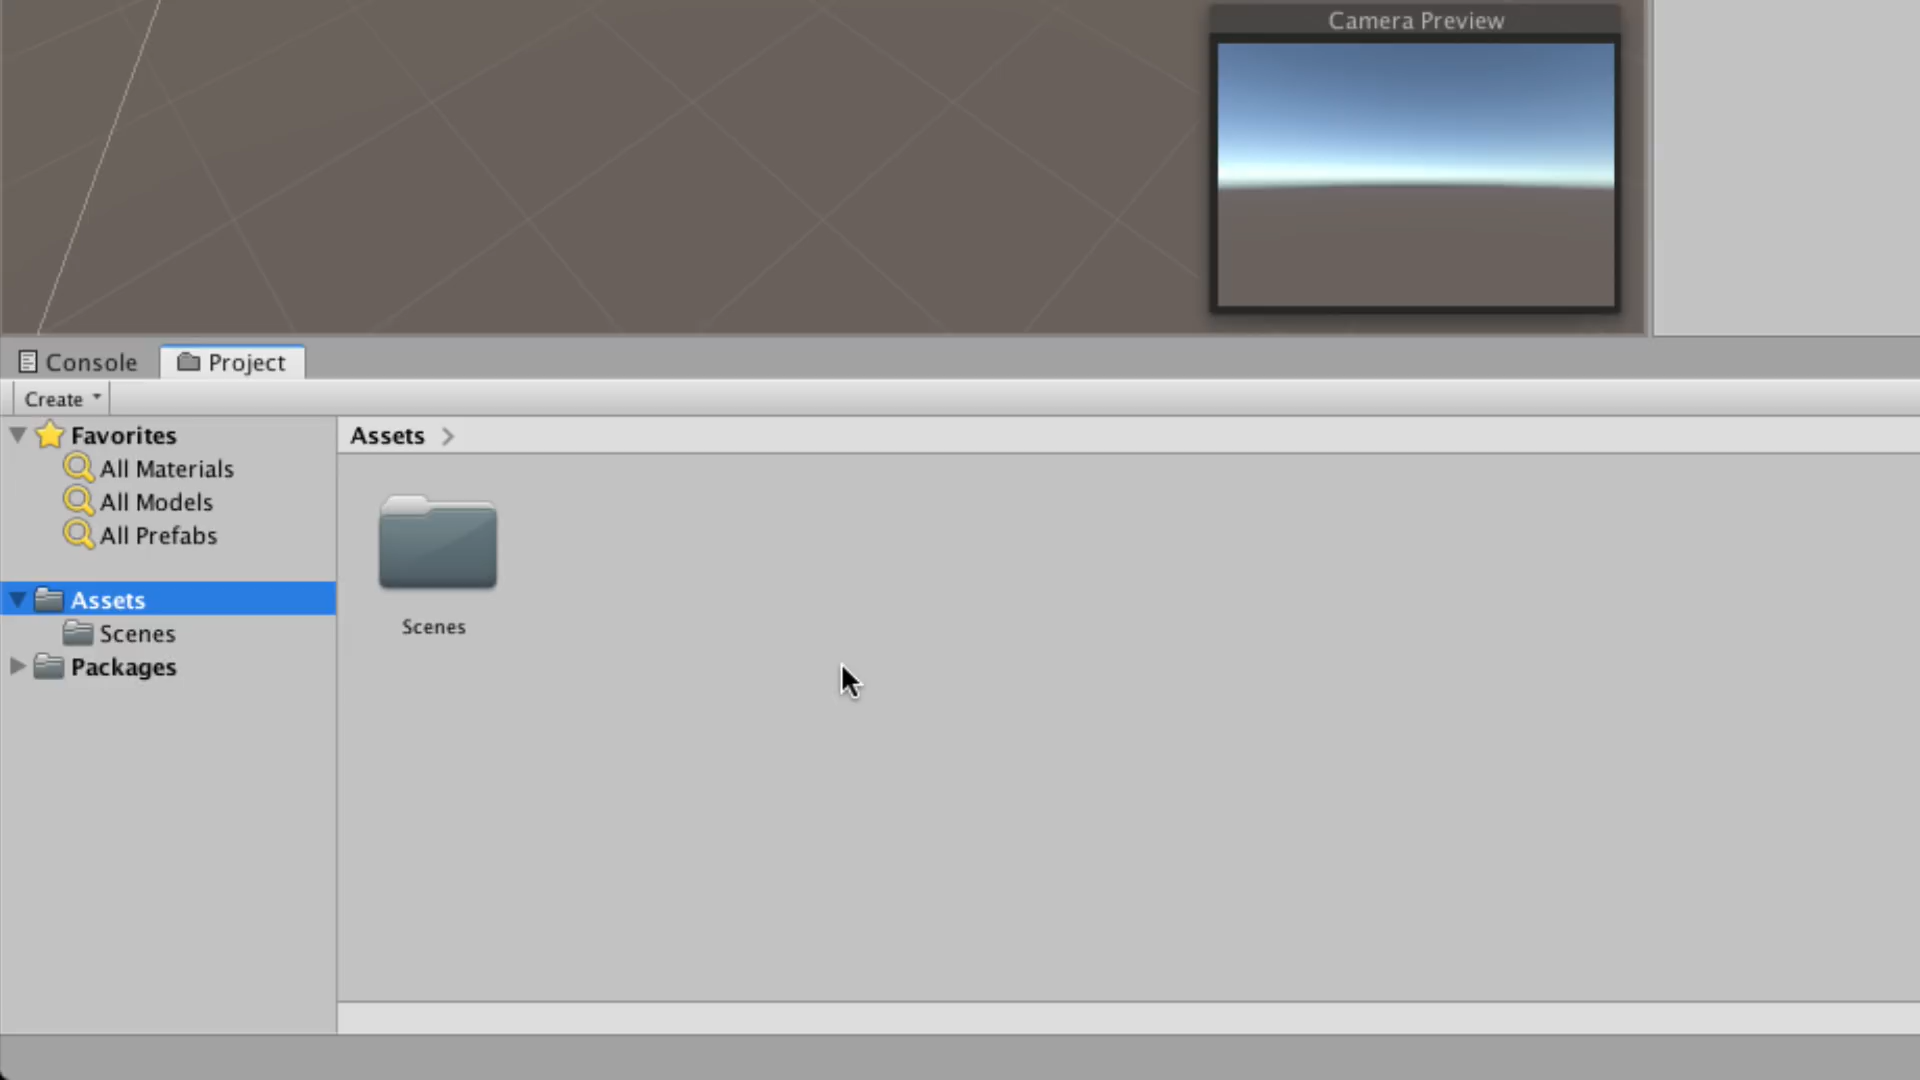 Camera Preview
Console
Project
Create
Favorites
All Materials
All Models
All Prefabs
Assets
Scenes
Packages
Assets
Scenes